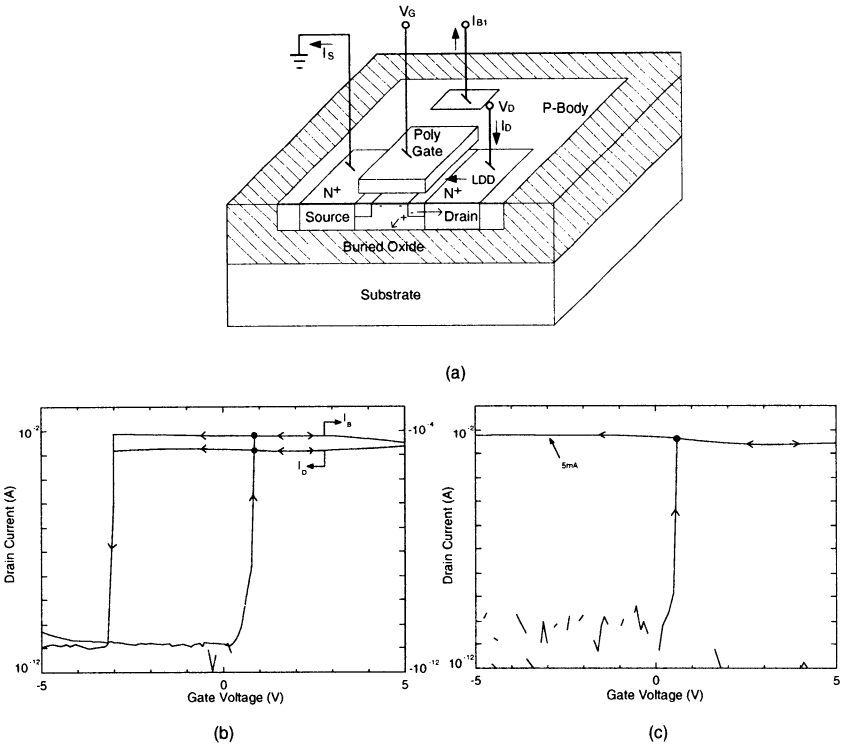 V_G
I_B1
I_S
V_D
I_D
P-Body
Poly
Gate
LDD
N+
N+
Source
+
Drain
Buried Oxide
Substrate
(a)
10^-2
10^-12
Drain Current (A)
-10^-4
-10^-12
I_B
I_D
-5
0
5
Gate Voltage (V)
(b)
10^-2
10^-12
Drain Current (A)
5mA
-5
0
5
Gate Voltage (V)
(c)